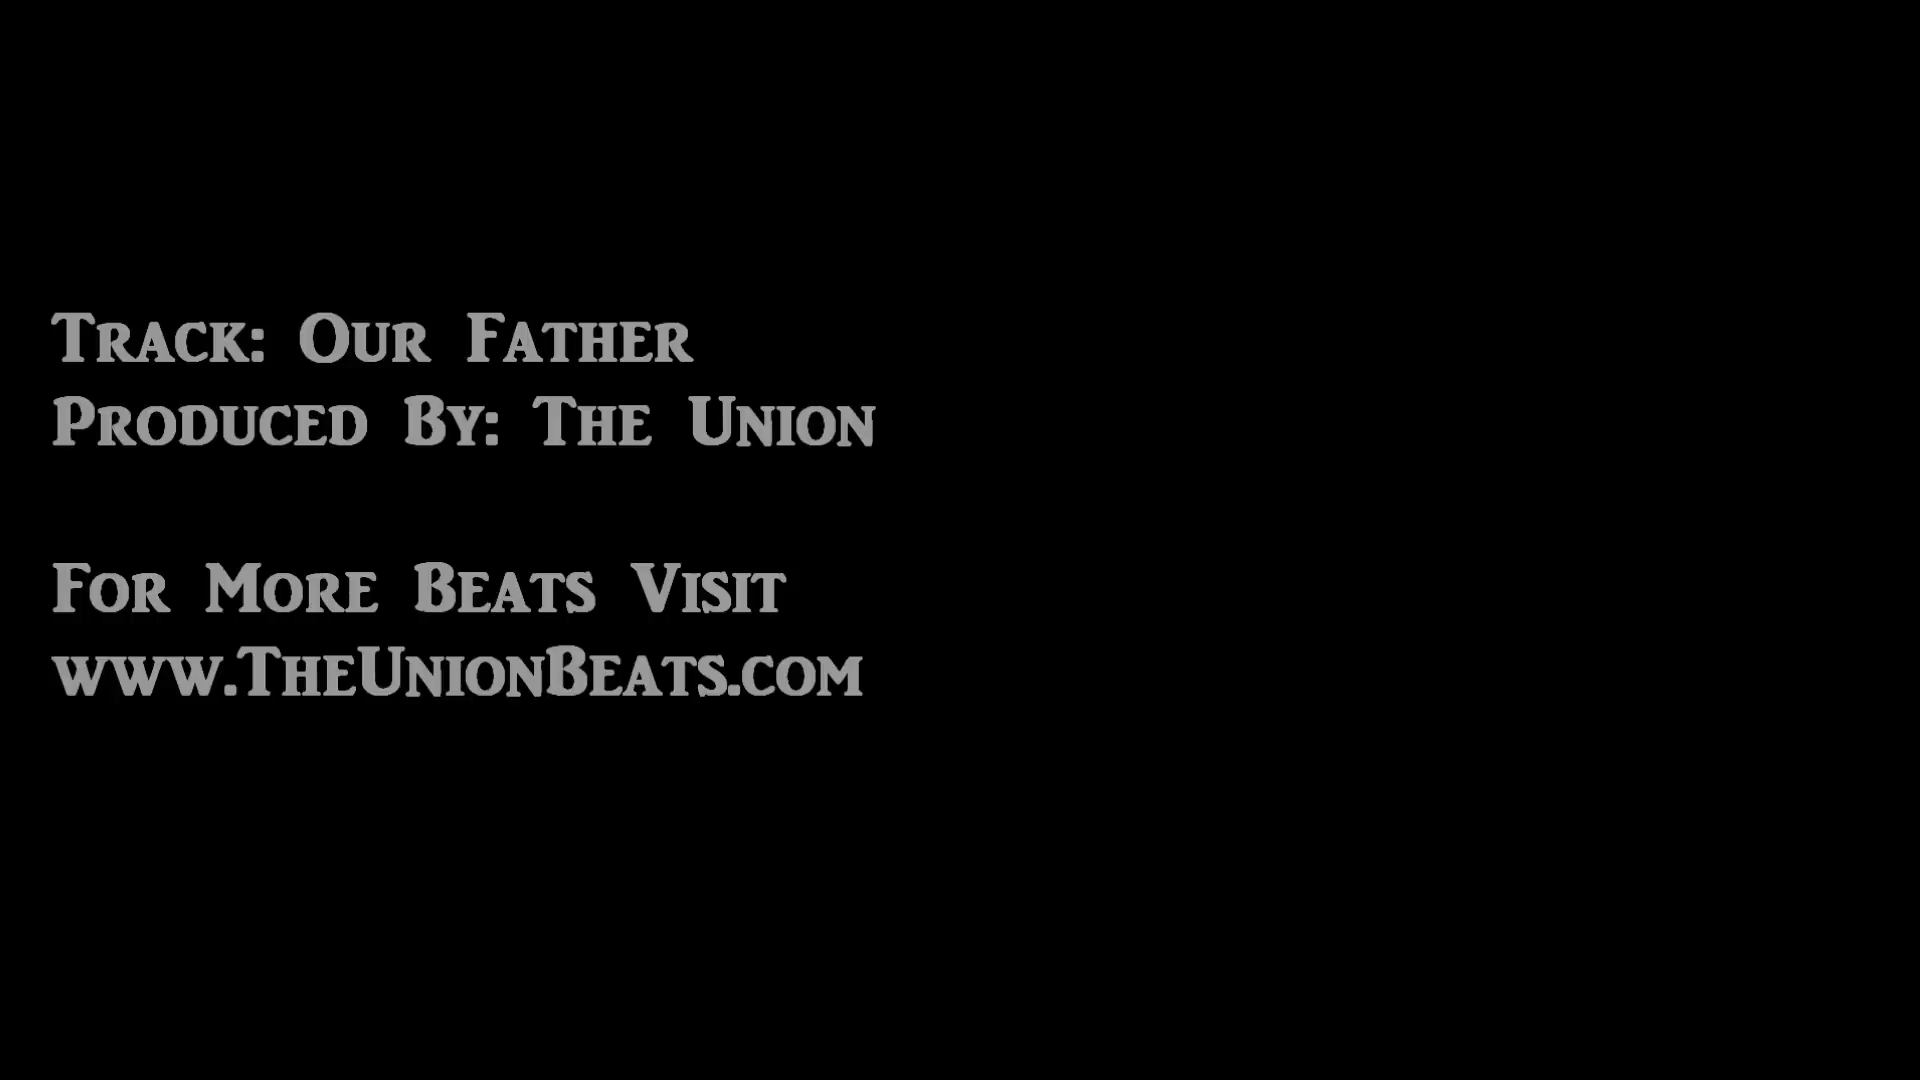 Track: Our Father
Produced By: The Union
For More Beats Visit
www.TheUnionBeats.com